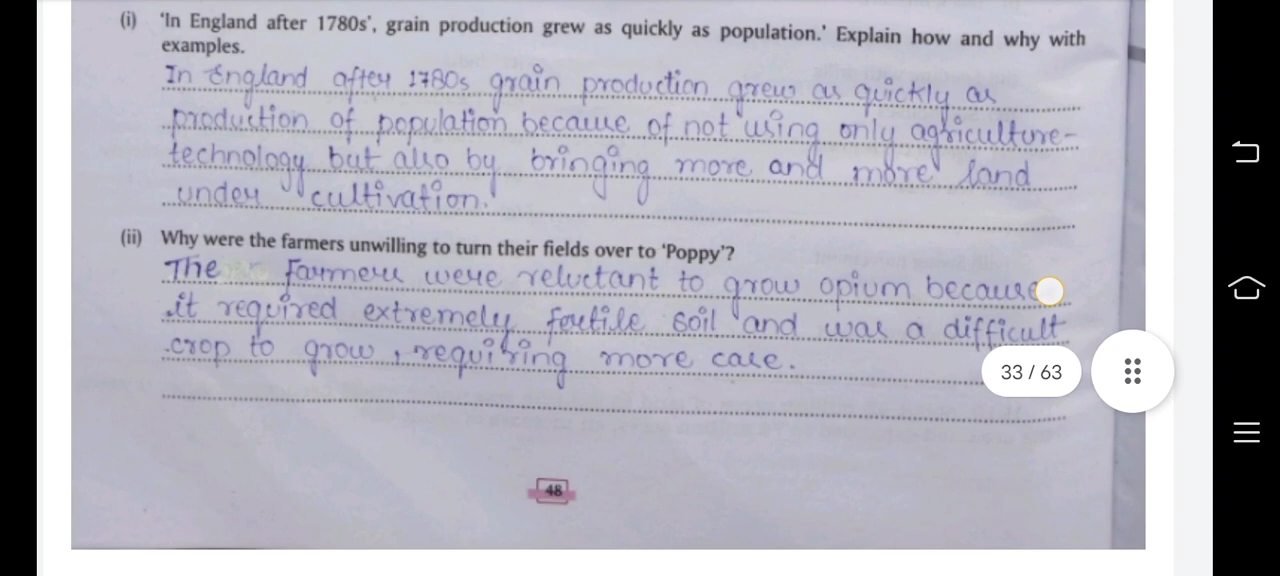 (i) 'In England after 1780s', grain production grew as quickly as population.' Explain how and why with
examples.
In England after 1780s grain production grew as quickly as
production of population because of not using only agriculture-
technology but also by bringing more and more land
under cultivation.
(ii) Why were the farmers unwilling to turn their fields over to 'Poppy'?
The Farmers were reluctant to grow opium because
it required extremely fertile soil and was a difficult
crop to grow, requiring more care.
33 / 63
48